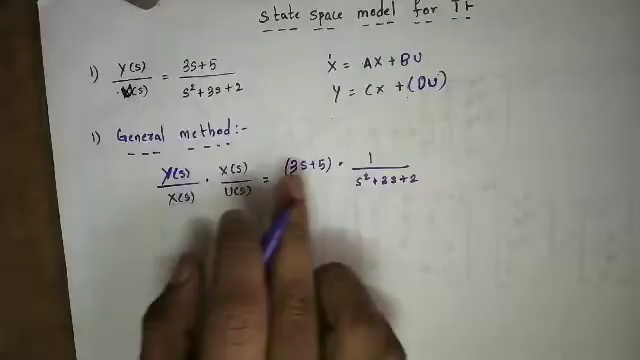 State space model for TF
1) Y(s)/U(s) = 3s+5/s²+3s+2
Ẋ = AX + BU
Y = CX + (DU)
1) General method:-
Y(s)/X(s) · X(s)/U(s) = (3s+5) · 1/s²+3s+2